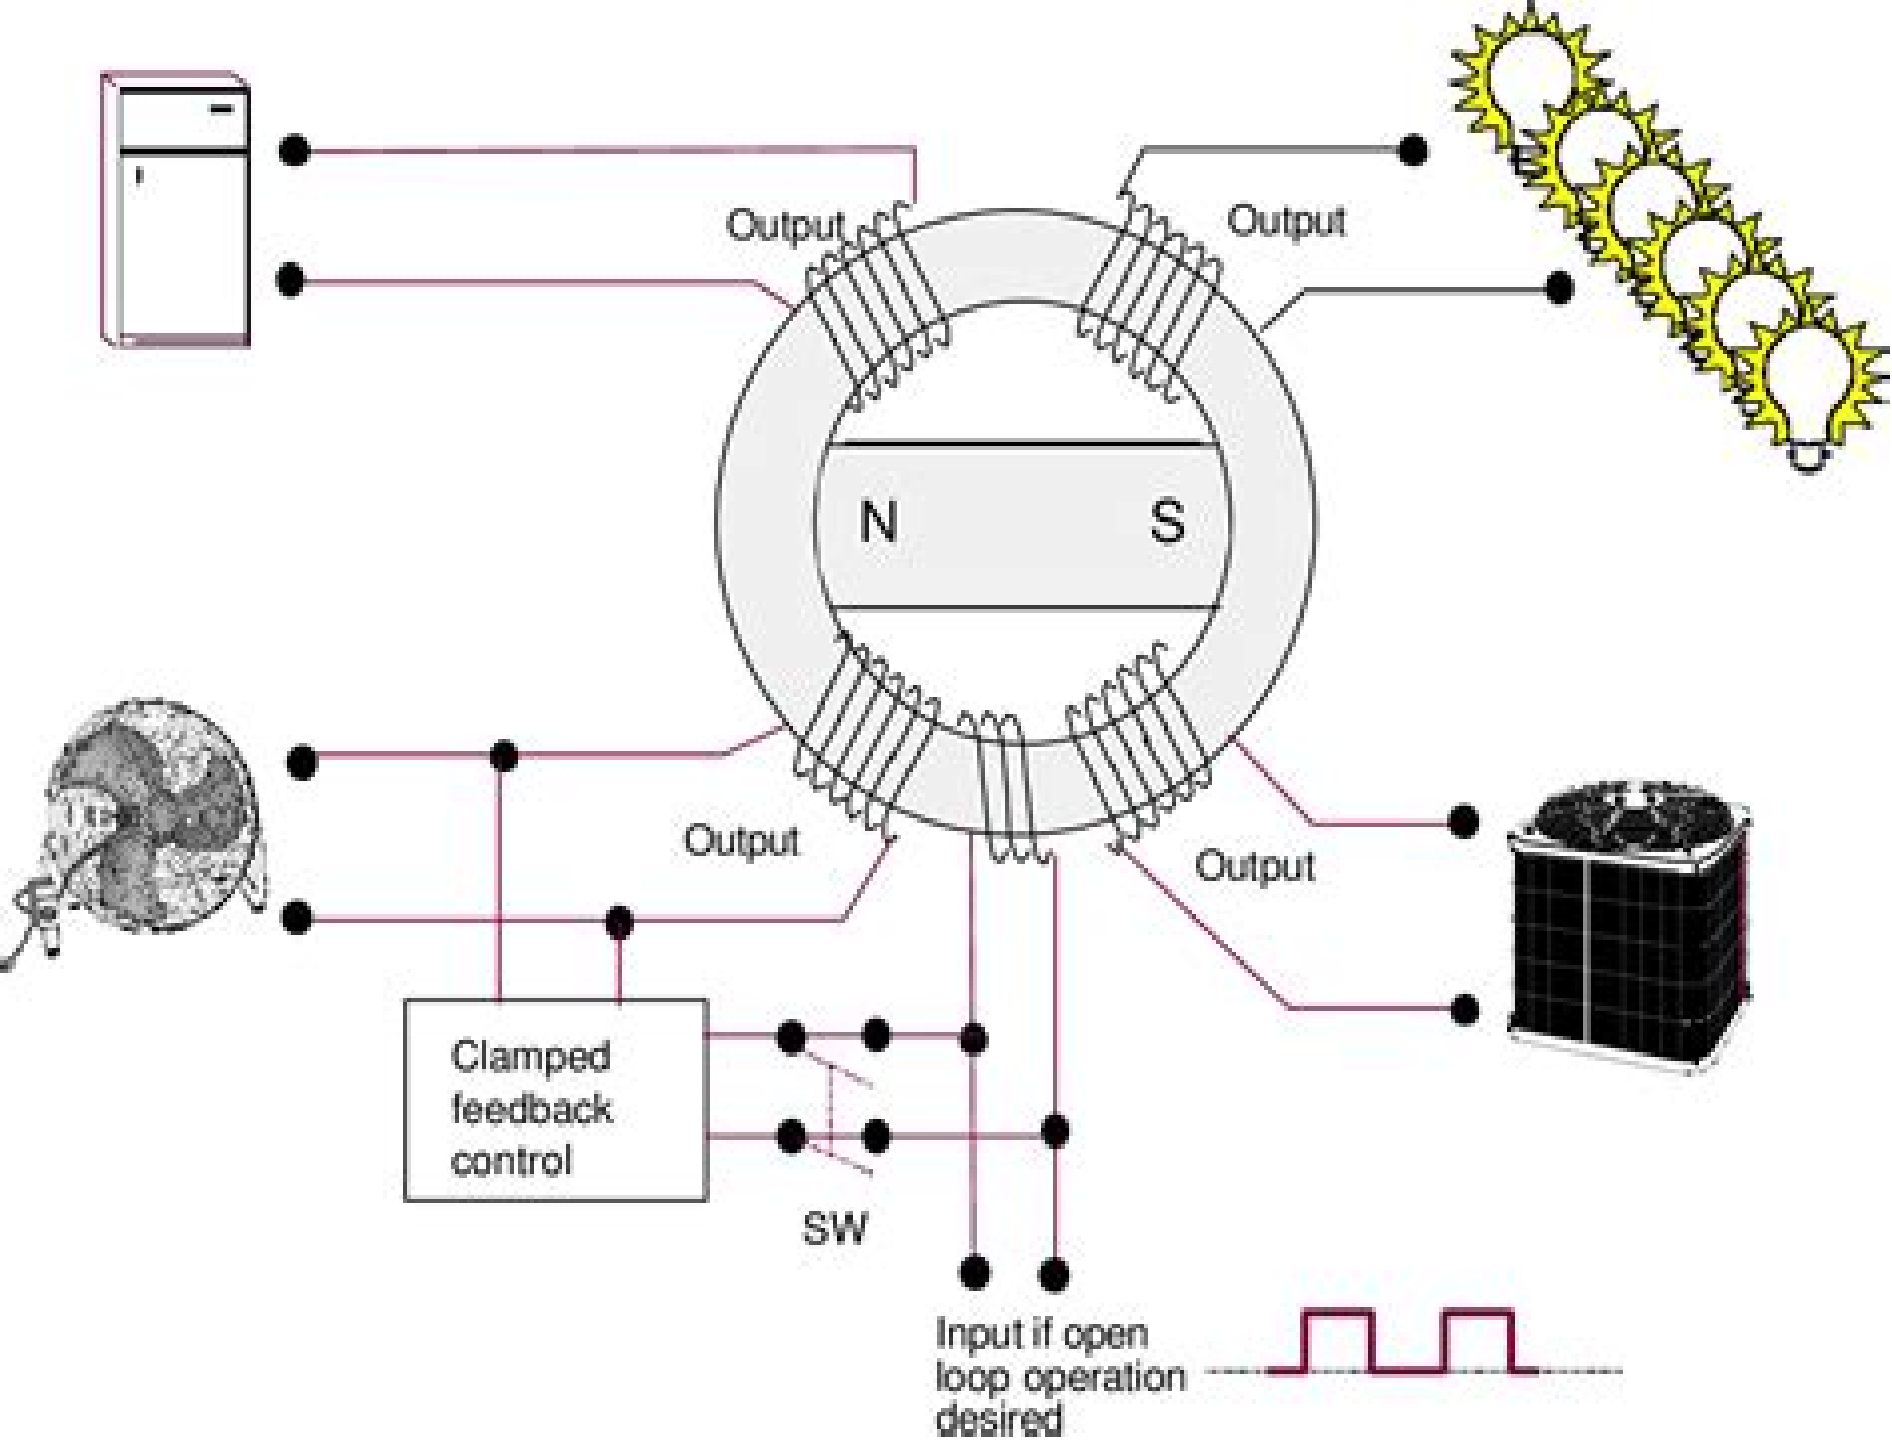 Output
Output
N
S
Output
Output
Clamped
feedback
control
SW
Input if open
loop operation
desired